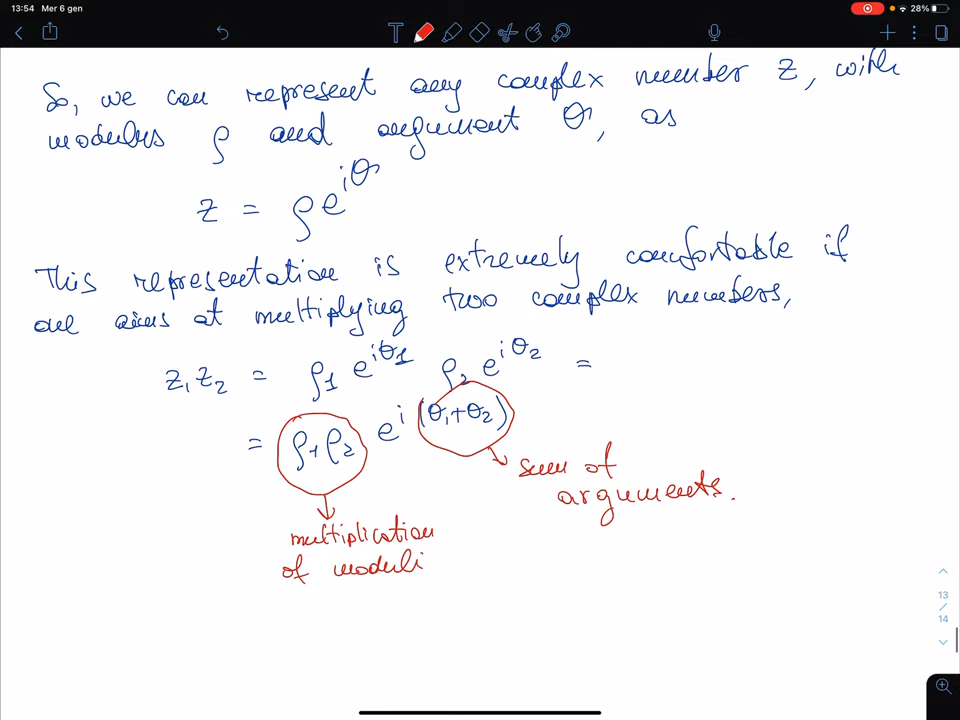 13:54 Mer 6 gen
28%
So, we can represent any complex number z, with
modulus ρ and argument θ, as
z = ρe^{iθ}
This representation is extremely comfortable if
one aims at multiplying two complex numbers,
z₁z₂ = ρ₁ e^{iθ₁} ρ₂ e^{iθ₂} =
= ρ₁ρ₂ e^{i(θ₁+θ₂)}
sum of
arguments.
multiplication
of moduli
13
/
14